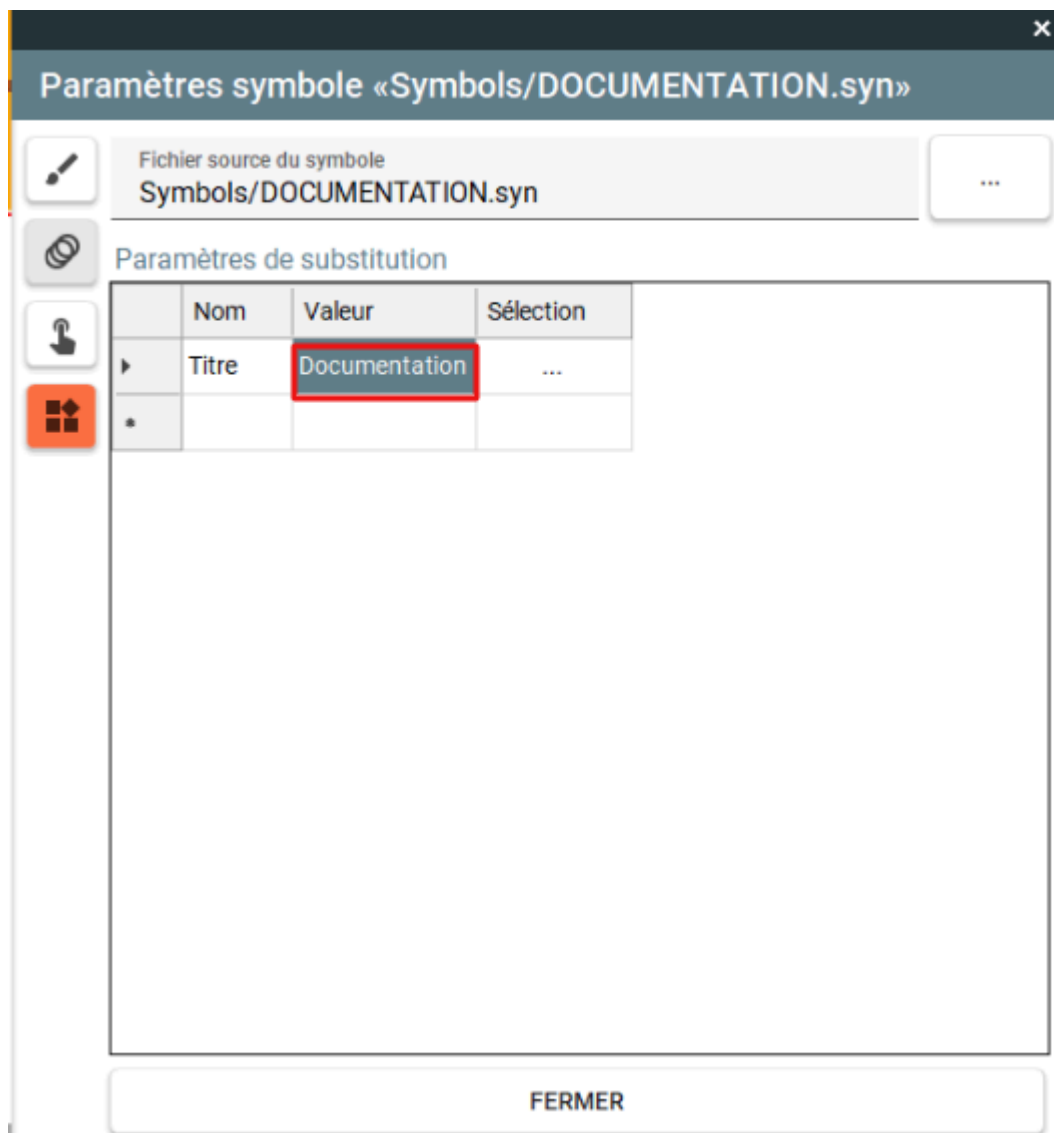 Paramètres symbole «Symbols/DOCUMENTATION.syn»
Fichier source du symbole
Symbols/DOCUMENTATION.syn
...
Paramètres de substitution
Nom Valeur Sélection
Titre Documentation ...
FERMER